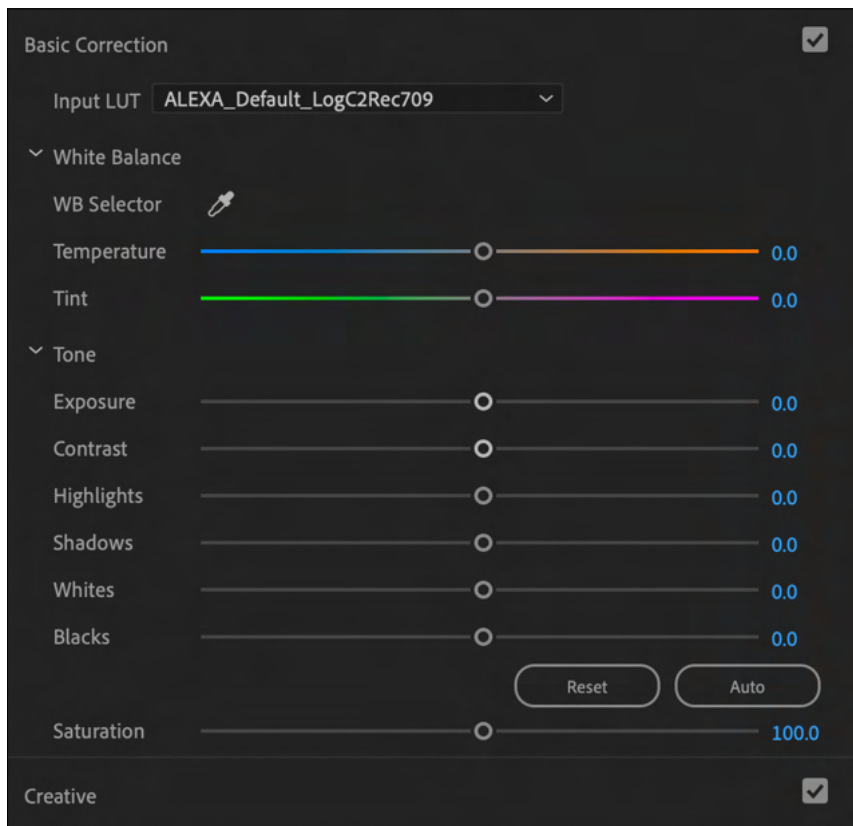 Basic Correction
Input LUT ALEXA_Default_LogC2Rec709
White Balance
WB Selector
Temperature 0.0
Tint 0.0
Tone
Exposure 0.0
Contrast 0.0
Highlights 0.0
Shadows 0.0
Whites 0.0
Blacks 0.0
Reset Auto
Saturation 100.0
Creative